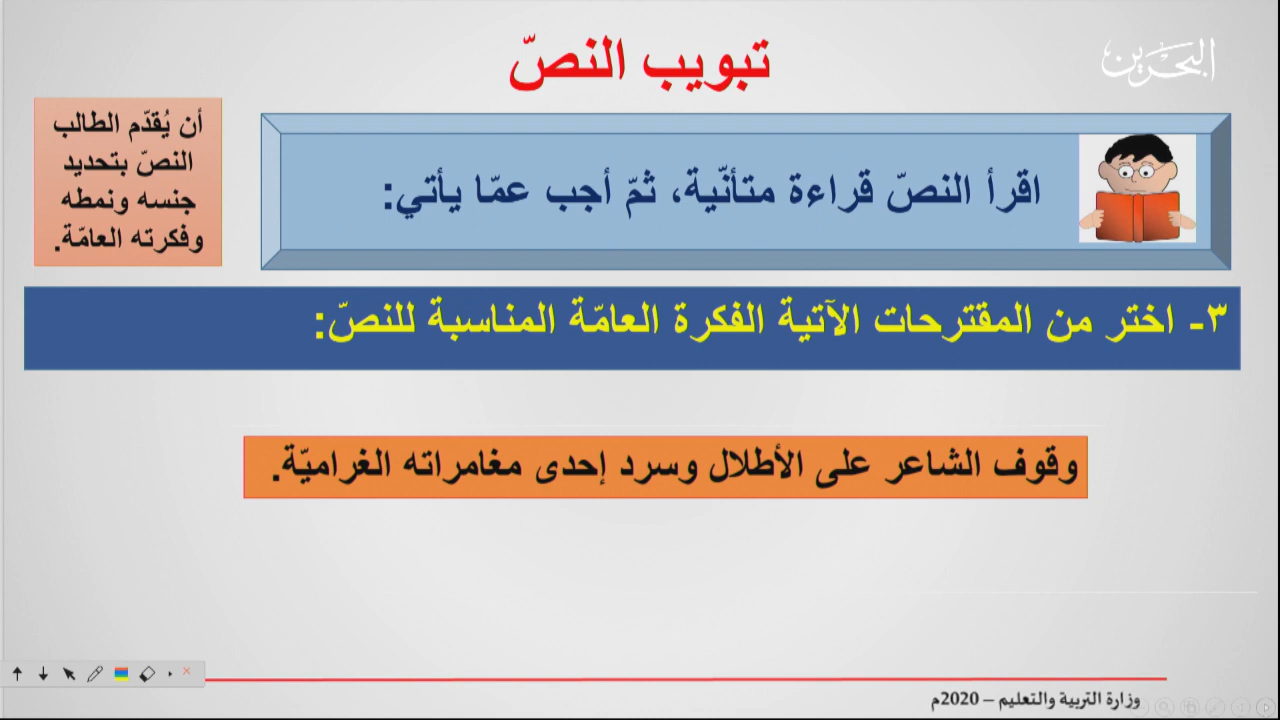 تبويب النصّ
البحرين
أن يُقدّم الطالب
النصّ بتحديد
جنسه ونمطه
وفكرته العامّة.
اقرأ النصّ قراءة متأنّية، ثمّ أجب عمّا يأتي:
٣- اختر من المقترحات الآتية الفكرة العامّة المناسبة للنصّ:
وقوف الشاعر على الأطلال وسرد إحدى مغامراته الغراميّة.
وزارة التربية والتعليم – 2020م